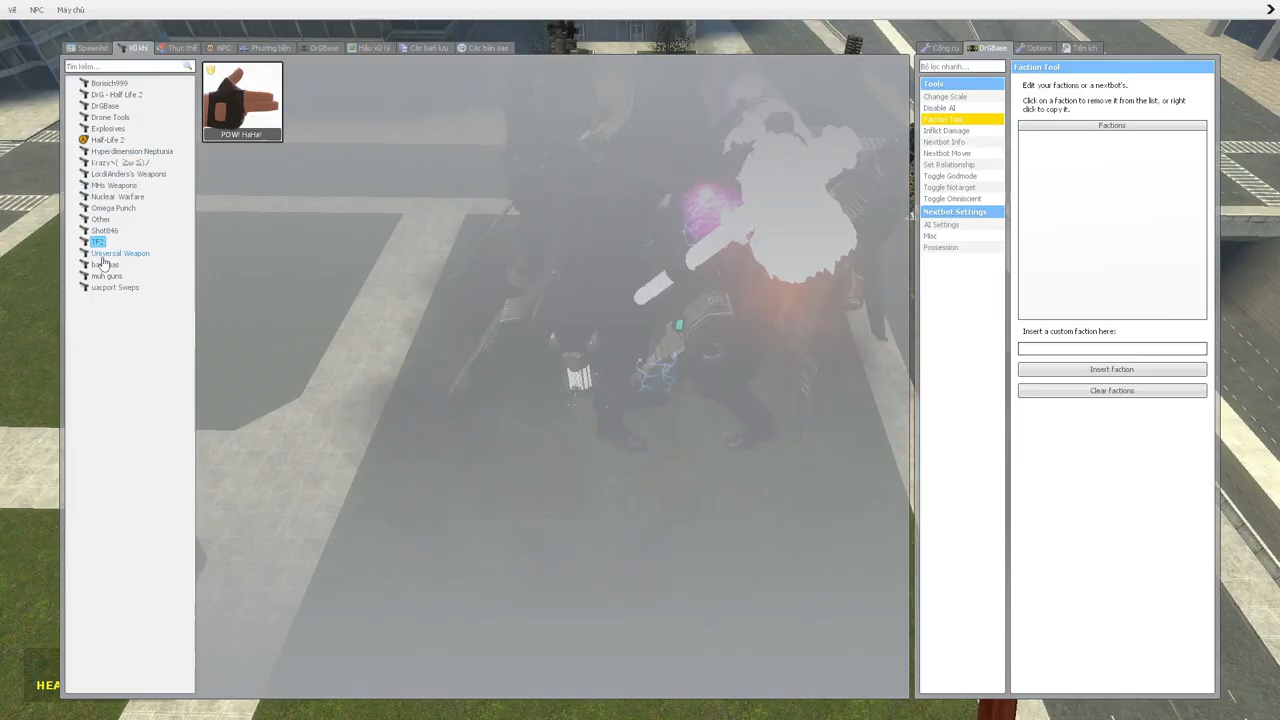 Vẽ NPC Máy chủ
Spawnlist Vũ khí Thực thể NPC Phương tiện DrGBase Hậu xử lý Các bản lưu Các bản sao
Tìm kiếm...
Borisich999
DrG - Half Life 2
DrGBase
Drone Tools
Explosives
Half-Life 2
Hyperdimension Neptunia
LordiAnders's Weapons
MHs Weapons
Nuclear Warfare
Omega Punch
Other
Shot846
TF2
Universal Weapon
muh guns
uacport Sweps
POW! HaHa!
HEA
Công cụ DrGBase Options Tiện ích
Bộ lọc nhanh...
Tools
Change Scale
Disable AI
Faction Tool
Inflict Damage
Nextbot Info
Nextbot Mover
Set Relationship
Toggle Godmode
Toggle Notarget
Toggle Omniscient
Nextbot Settings
AI Settings
Misc
Possession
Faction Tool
Edit your factions or a nextbot's.
Click on a faction to remove it from the list, or right
click to copy it.
Factions
Insert a custom faction here:
Insert faction
Clear factions